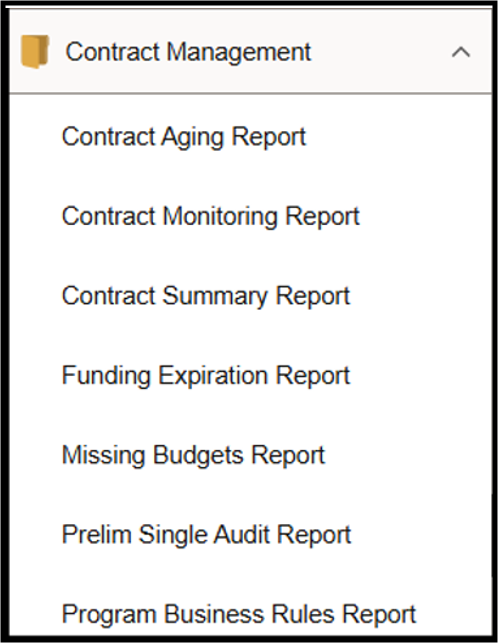 Contract Management
Contract Aging Report
Contract Monitoring Report
Contract Summary Report
Funding Expiration Report
Missing Budgets Report
Prelim Single Audit Report
Program Business Rules Report